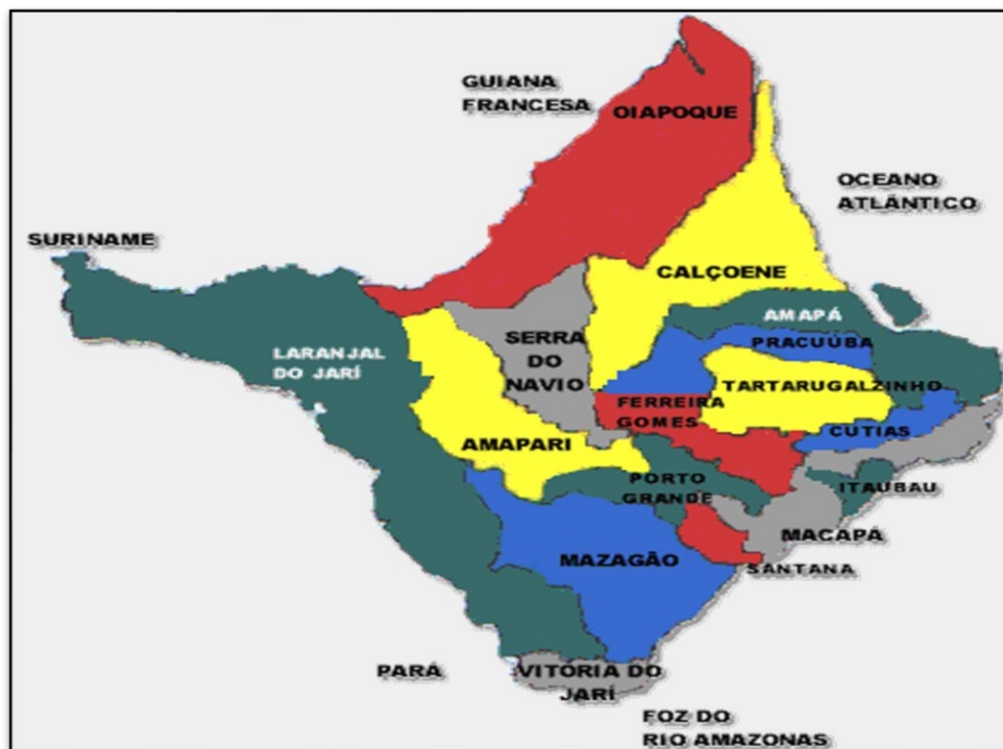 GUIANA
FRANCESA
OIAPOQUE
OCEANO
ATLÂNTICO
SURINAME
CALÇOENE
AMAPÁ
SERRA
DO
NAVIO
PRACUÚBA
LARANJAL
DO JARÍ
TARTARUGALZINHO
FERREIRA
GOMES
CUTIAS
AMAPARI
PORTO
GRANDE
ITAUBAU
MACAPÁ
MAZAGÃO
SANTANA
PARÁ
VITÓRIA DO
JARÍ
FOZ DO
RIO AMAZONAS